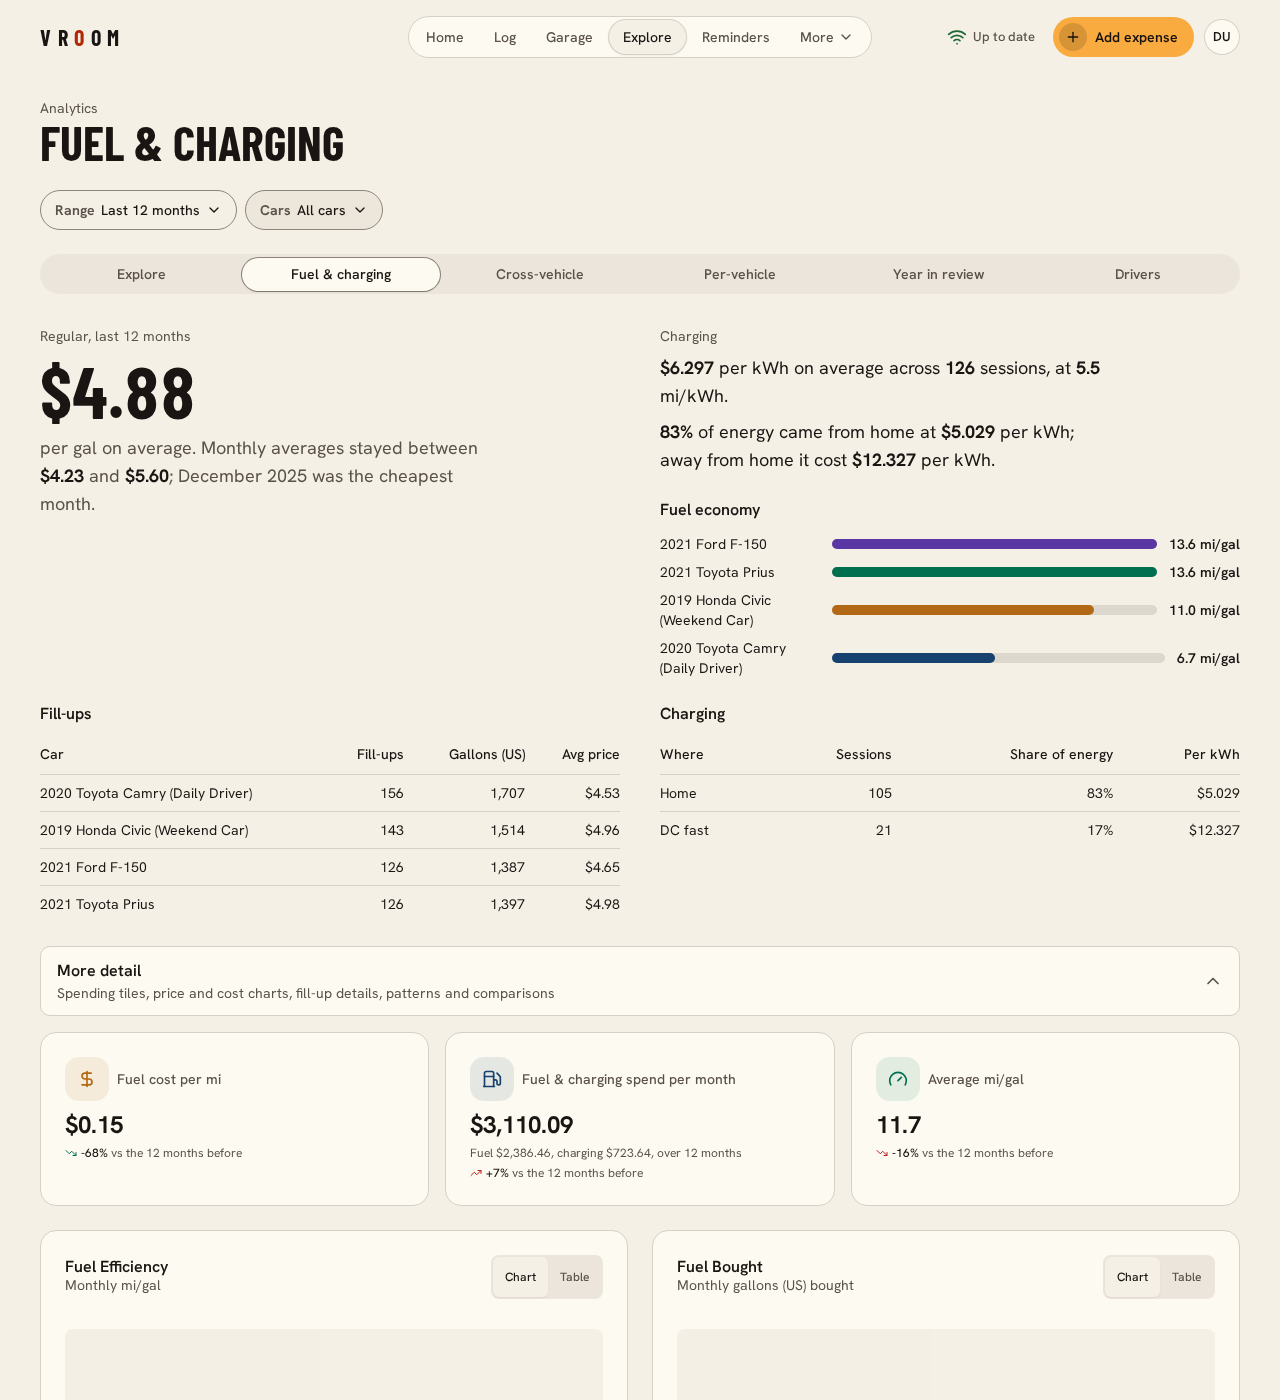 VROOM
Home Log Garage Explore Reminders More
Up to date
Add expense
DU
Analytics
FUEL & CHARGING
Range Last 12 months
Cars All cars
Explore Fuel & charging Cross-vehicle Per-vehicle Year in review Drivers
Regular, last 12 months
$4.88
per gal on average. Monthly averages stayed between
$4.23 and $5.60; December 2025 was the cheapest
month.
Charging
$6.297 per kWh on average across 126 sessions, at 5.5
mi/kWh.
83% of energy came from home at $5.029 per kWh;
away from home it cost $12.327 per kWh.
Fuel economy
2021 Ford F-150 13.6 mi/gal
2021 Toyota Prius 13.6 mi/gal
2019 Honda Civic
(Weekend Car) 11.0 mi/gal
2020 Toyota Camry
(Daily Driver) 6.7 mi/gal
Fill-ups
Car Fill-ups Gallons (US) Avg price
2020 Toyota Camry (Daily Driver) 156 1,707 $4.53
2019 Honda Civic (Weekend Car) 143 1,514 $4.96
2021 Ford F-150 126 1,387 $4.65
2021 Toyota Prius 126 1,397 $4.98
Charging
Where Sessions Share of energy Per kWh
Home 105 83% $5.029
DC fast 21 17% $12.327
More detail
Spending tiles, price and cost charts, fill-up details, patterns and comparisons
Fuel cost per mi
$0.15
-68% vs the 12 months before
Fuel & charging spend per month
$3,110.09
Fuel $2,386.46, charging $723.64, over 12 months
+7% vs the 12 months before
Average mi/gal
11.7
-16% vs the 12 months before
Fuel Efficiency
Monthly mi/gal
Chart Table
Fuel Bought
Monthly gallons (US) bought
Chart Table